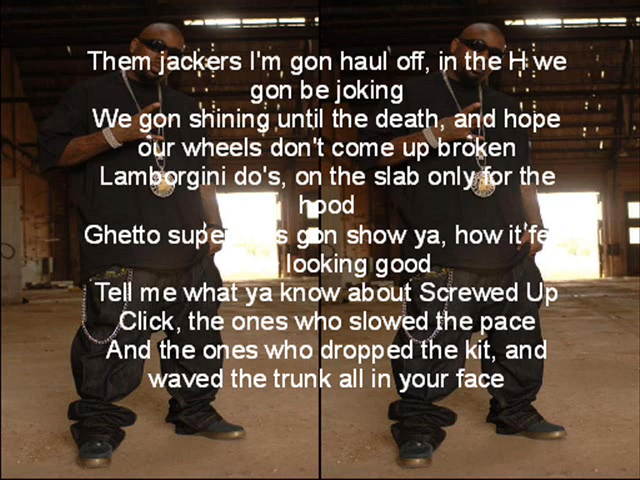 Them jackers I'm gon haul off, in the H we
gon be joking
We gon shining until the death, and hope
our wheels don't come up broken
Lamborgini do's, on the slab only for the
hood
Ghetto gon show ya, how it
looking good
Tell me what ya know about Screwed Up
Click, the ones who slowed the pace
And the ones who dropped the kit, and
waved the trunk all in your face